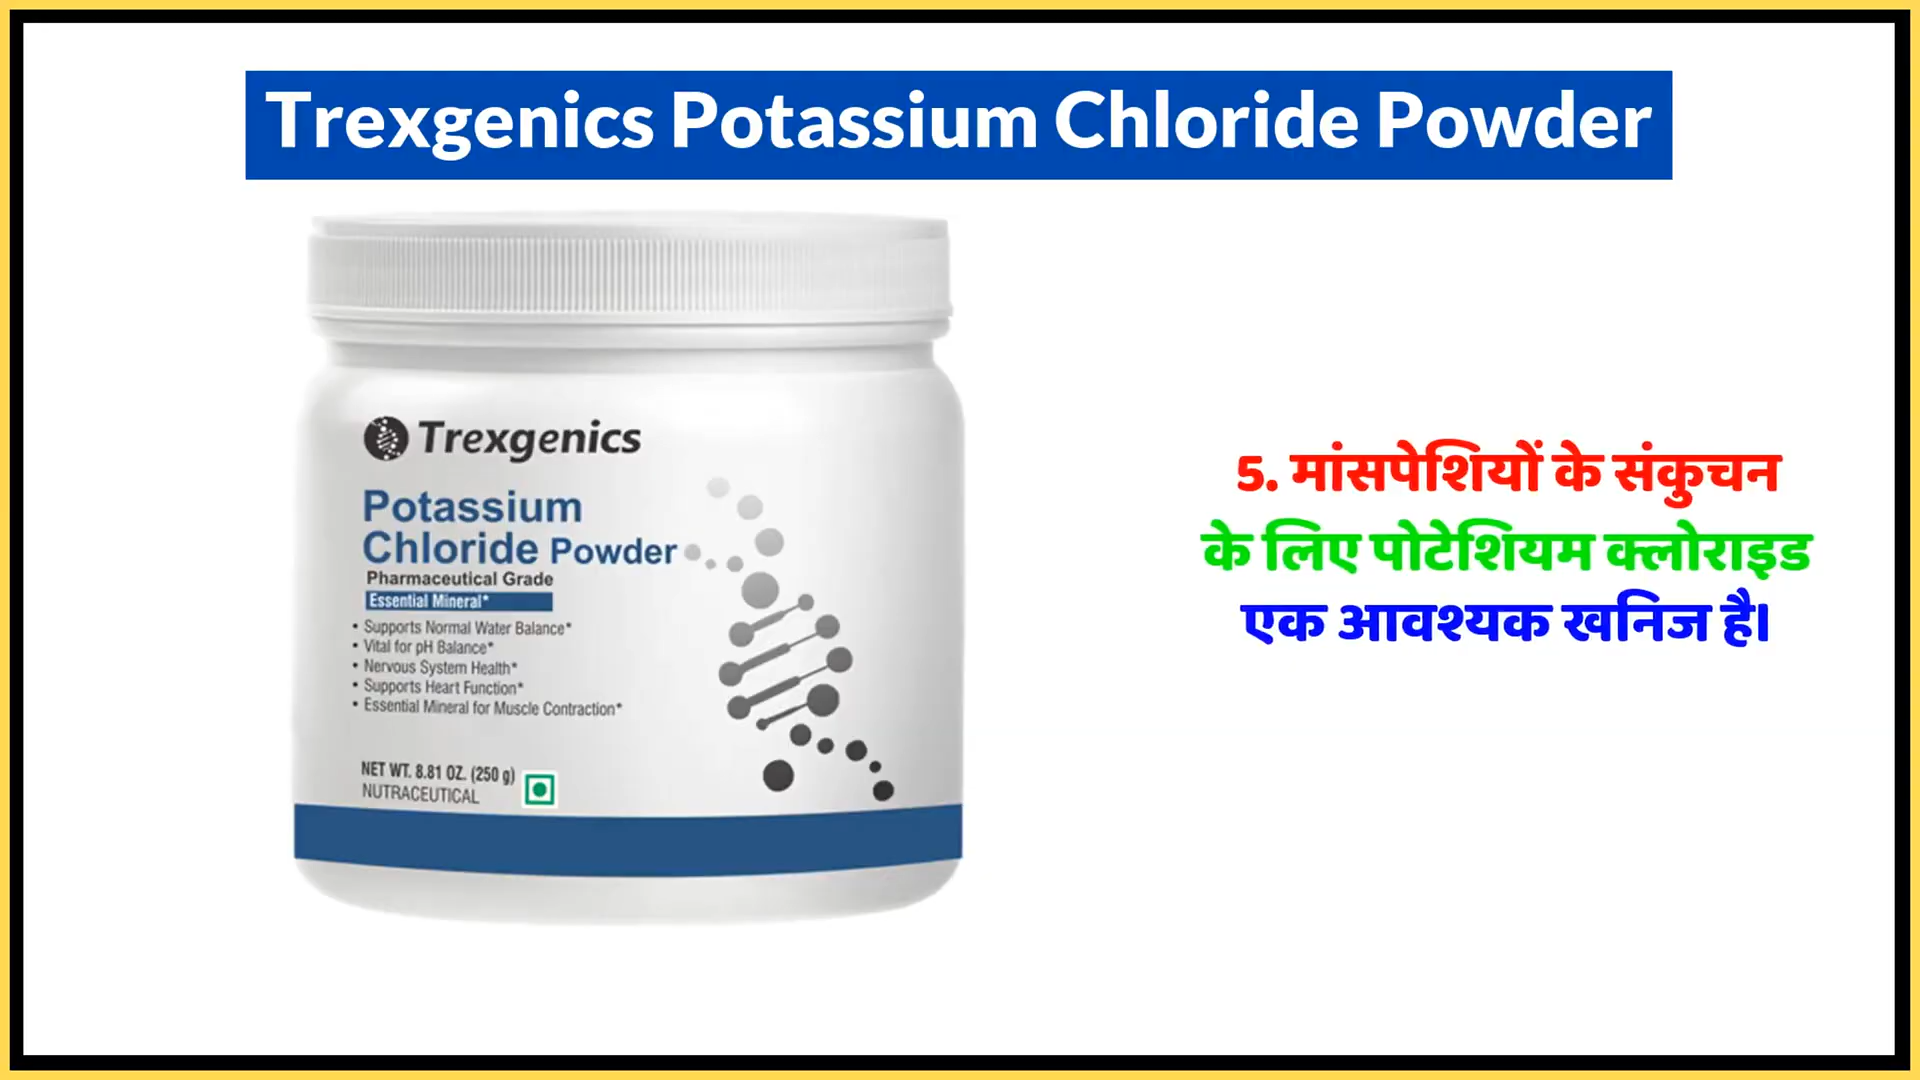 Trexgenics Potassium Chloride Powder
Trexgenics
Potassium
Chloride Powder
Pharmaceutical Grade
Essential Mineral*
• Supports Normal Water Balance*
• Vital for pH Balance*
• Nervous System Health*
• Supports Heart Function*
• Essential Mineral for Muscle Contraction*
NET WT. 8.81 OZ. (250 g)
NUTRACEUTICAL
5. मांसपेशियों के संकुचन
के लिए पोटेशियम क्लोराइड
एक आवश्यक खनिज है।